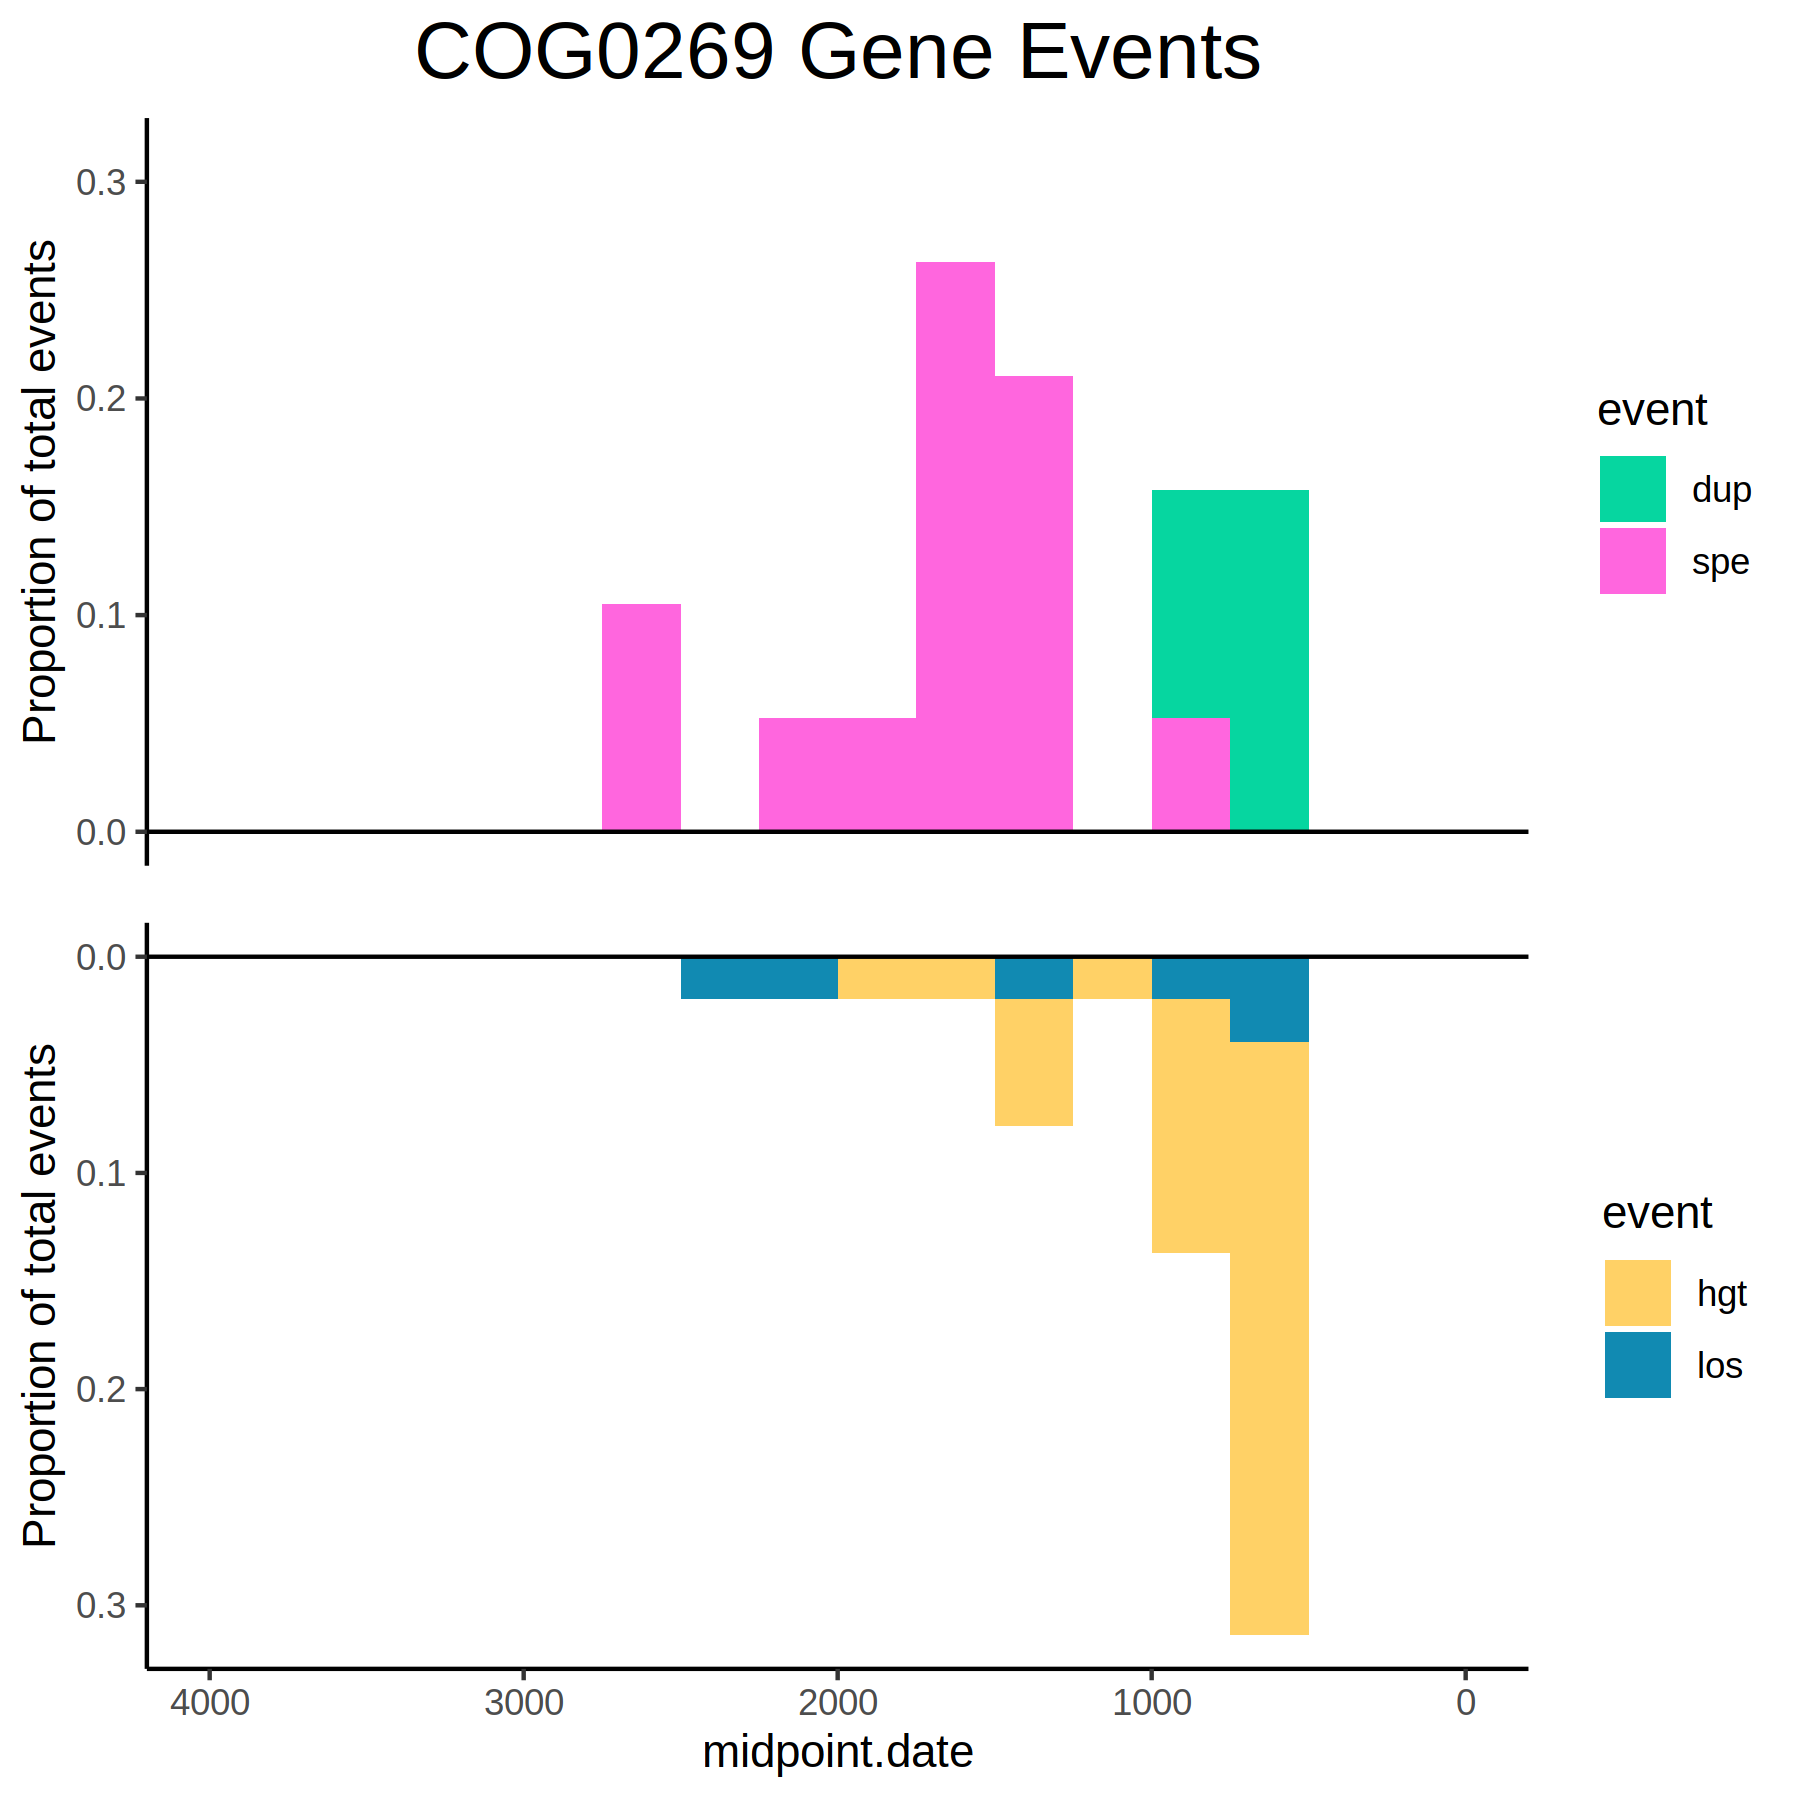 COG0269 Gene Events
Proportion of total events
0.3
0.2
0.1
0.0
event
dup
spe
Proportion of total events
0.0
0.1
0.2
0.3
event
hgt
los
4000 3000 2000 1000 0
midpoint.date